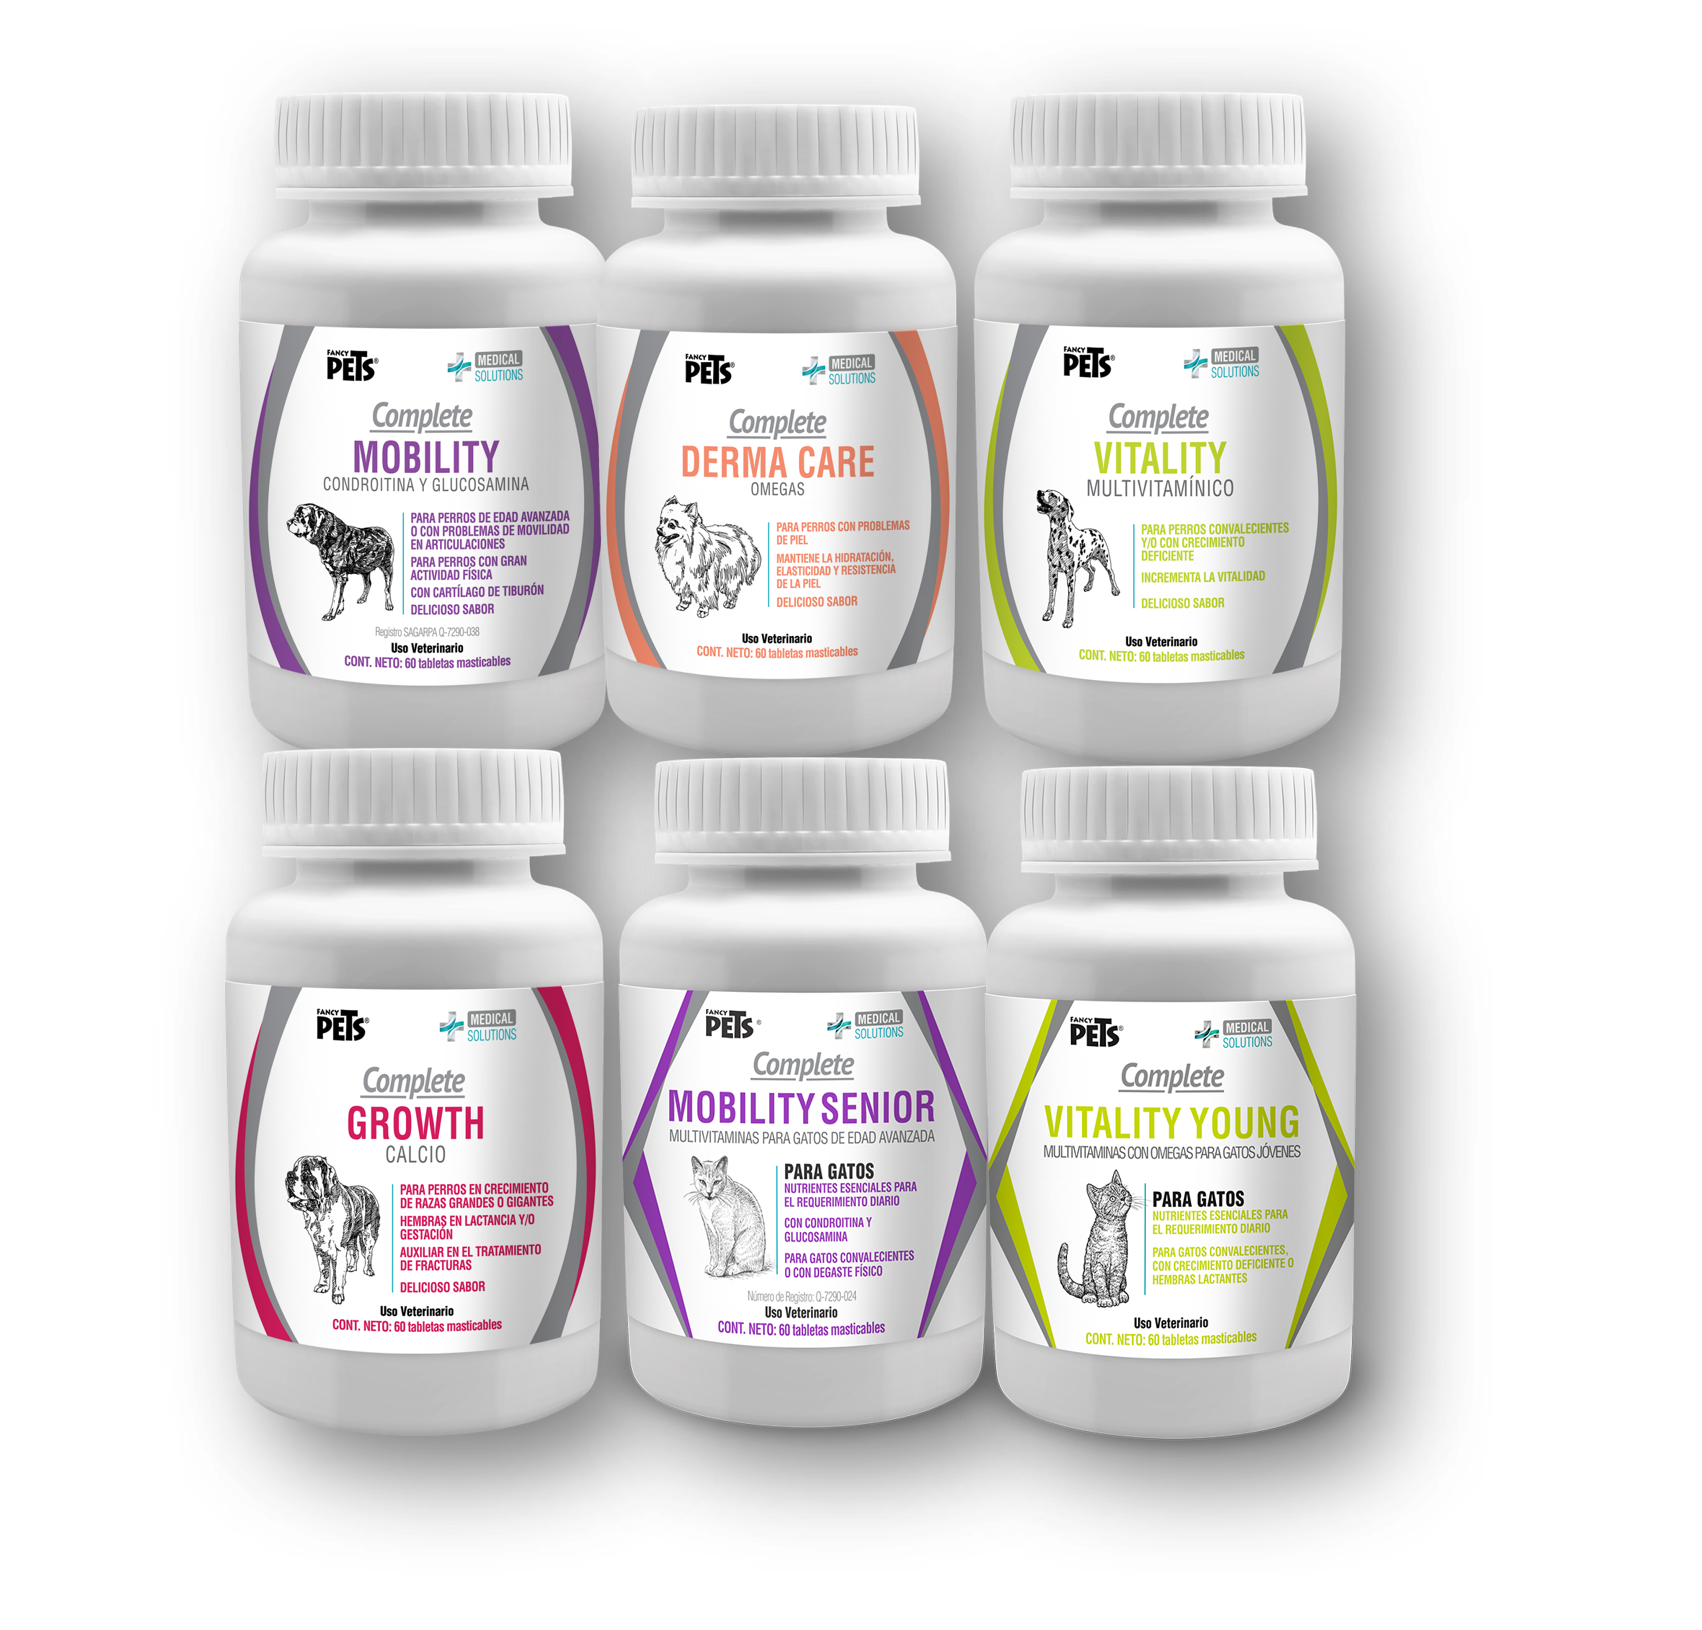 FANCY
PETS®
MEDICAL
SOLUTIONS
Complete
MOBILITY
CONDROITINA Y GLUCOSAMINA
PARA PERROS DE EDAD AVANZADA
O CON PROBLEMAS DE MOVILIDAD
EN ARTICULACIONES
PARA PERROS CON GRAN
ACTIVIDAD FÍSICA
CON CARTÍLAGO DE TIBURÓN
DELICIOSO SABOR
Registro SAGARPA Q-7290-038
Uso Veterinario
CONT. NETO: 60 tabletas masticables
FANCY
PETS®
MEDICAL
SOLUTIONS
Complete
DERMA CARE
OMEGAS
PARA PERROS CON PROBLEMAS
DE PIEL
MANTIENE LA HIDRATACIÓN,
ELASTICIDAD Y RESISTENCIA
DE LA PIEL
DELICIOSO SABOR
Uso Veterinario
CONT. NETO: 60 tabletas masticables
FANCY
PETS®
MEDICAL
SOLUTIONS
Complete
VITALITY
MULTIVITAMÍNICO
PARA PERROS CONVALECIENTES
Y/O CON CRECIMIENTO
DEFICIENTE
INCREMENTA LA VITALIDAD
DELICIOSO SABOR
Uso Veterinario
CONT. NETO: 60 tabletas masticables
FANCY
PETS®
MEDICAL
SOLUTIONS
Complete
GROWTH
CALCIO
PARA PERROS EN CRECIMIENTO
DE RAZAS GRANDES O GIGANTES
HEMBRAS EN LACTANCIA Y/O
GESTACIÓN
AUXILIAR EN EL TRATAMIENTO
DE FRACTURAS
DELICIOSO SABOR
Uso Veterinario
CONT. NETO: 60 tabletas masticables
FANCY
PETS®
MEDICAL
SOLUTIONS
Complete
MOBILITY SENIOR
MULTIVITAMINAS PARA GATOS DE EDAD AVANZADA
PARA GATOS
NUTRIENTES ESENCIALES PARA
EL REQUERIMIENTO DIARIO
CON CONDROITINA Y
GLUCOSAMINA
PARA GATOS CONVALECIENTES
O CON DEGASTE FÍSICO
Número de Registro: Q-7290-024
Uso Veterinario
CONT. NETO: 60 tabletas masticables
FANCY
PETS®
MEDICAL
SOLUTIONS
Complete
VITALITY YOUNG
MULTIVITAMINAS CON OMEGAS PARA GATOS JÓVENES
PARA GATOS
NUTRIENTES ESENCIALES PARA
EL REQUERIMIENTO DIARIO
PARA GATOS CONVALECIENTES,
CON CRECIMIENTO DEFICIENTE O
HEMBRAS LACTANTES
Uso Veterinario
CONT. NETO: 60 tabletas masticables